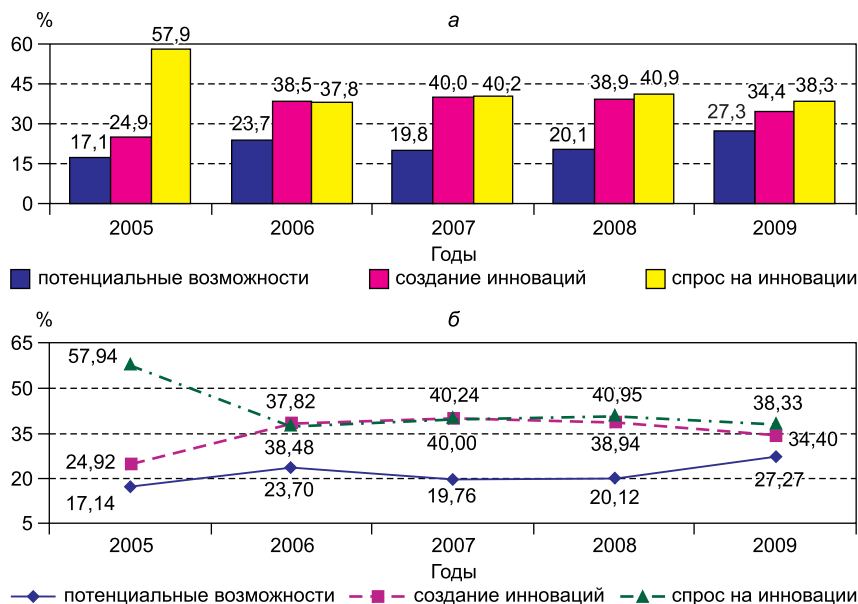 % а
60
57,9
45
38,5 37,8 40,0 40,2 38,9 40,9 38,3
34,4
30
24,9 23,7 27,3
17,1 19,8 20,1
15
0
2005 2006 2007 2008 2009
Годы
потенциальные возможности создание инноваций спрос на инновации
% б
65
57,94
50
37,82 40,24 40,95 38,33
35
38,48 40,00 38,94 34,40
24,92
20
17,14 23,70 19,76 20,12 27,27
5
2005 2006 2007 2008 2009
Годы
потенциальные возможности создание инноваций спрос на инновации